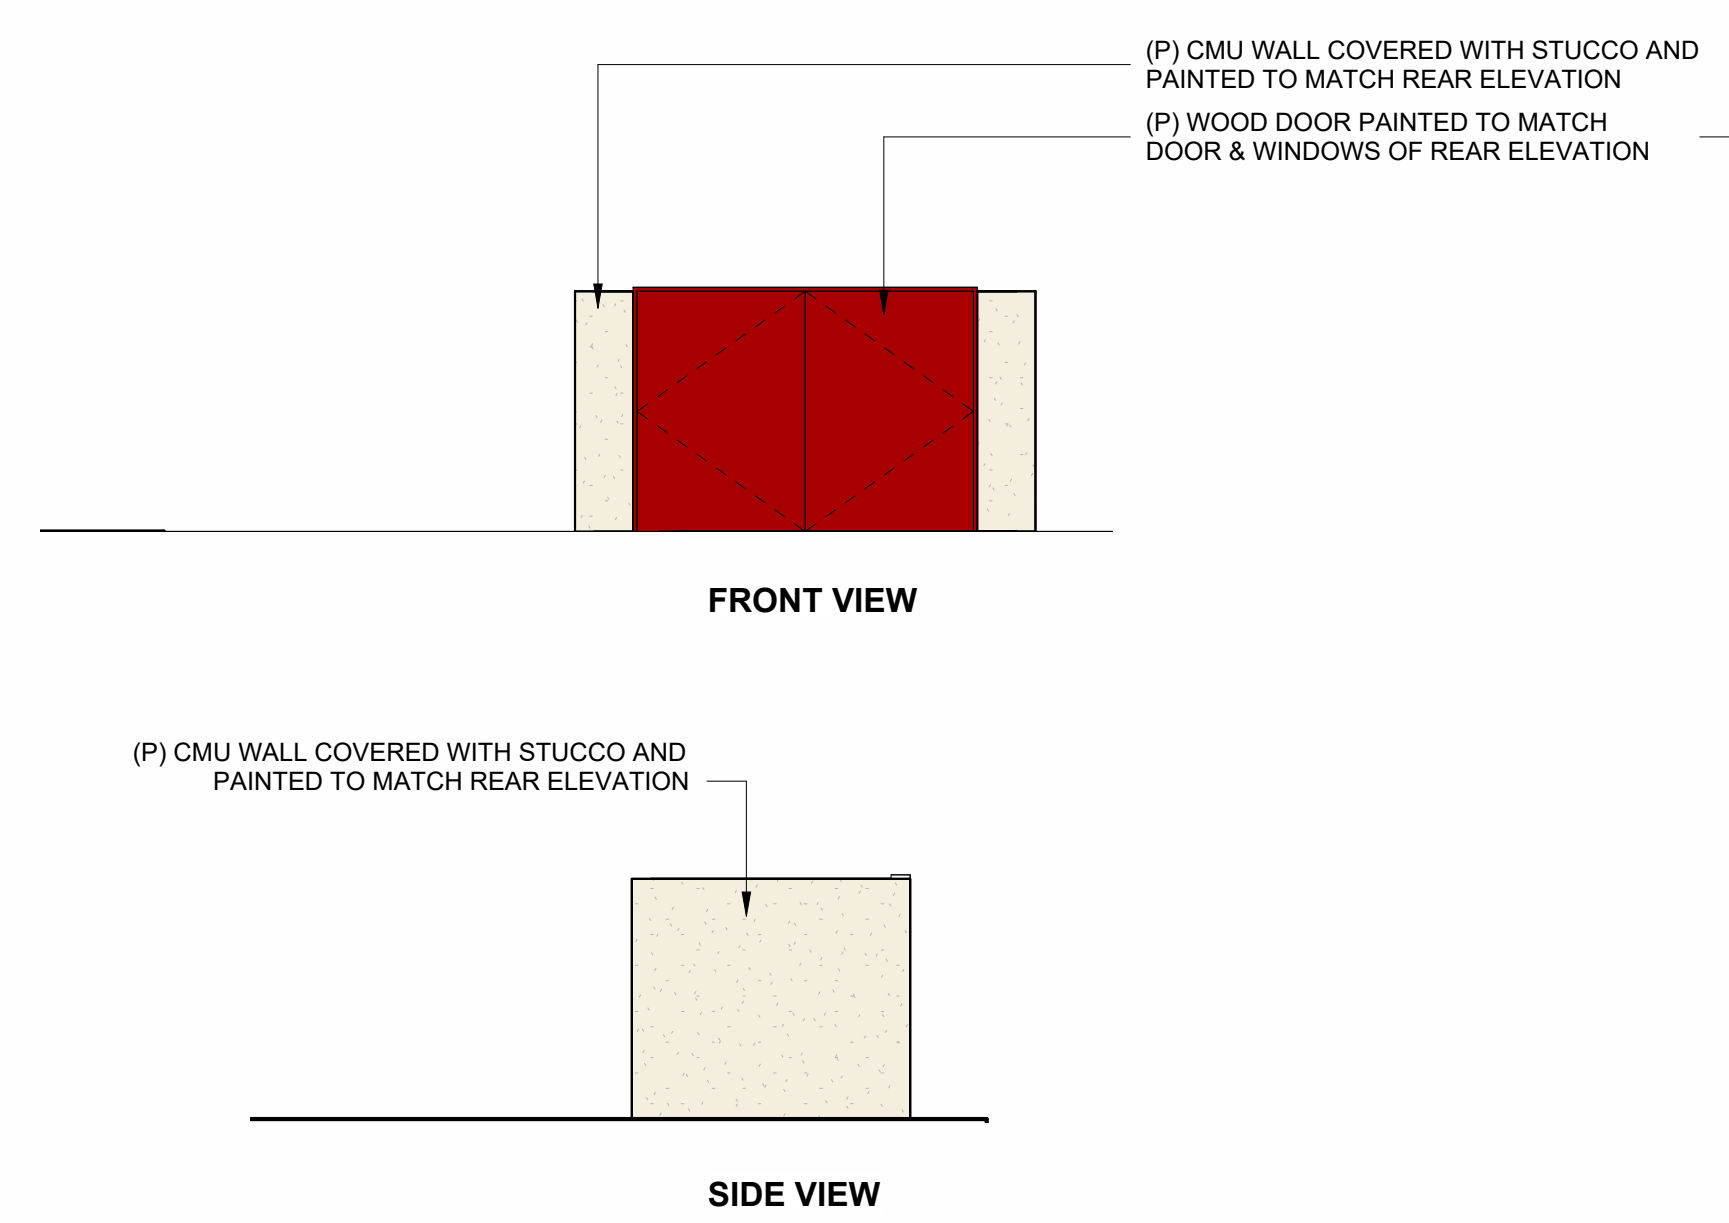 (P) CMU WALL COVERED WITH STUCCO AND
PAINTED TO MATCH REAR ELEVATION
(P) WOOD DOOR PAINTED TO MATCH
DOOR & WINDOWS OF REAR ELEVATION
FRONT VIEW
(P) CMU WALL COVERED WITH STUCCO AND
PAINTED TO MATCH REAR ELEVATION
SIDE VIEW